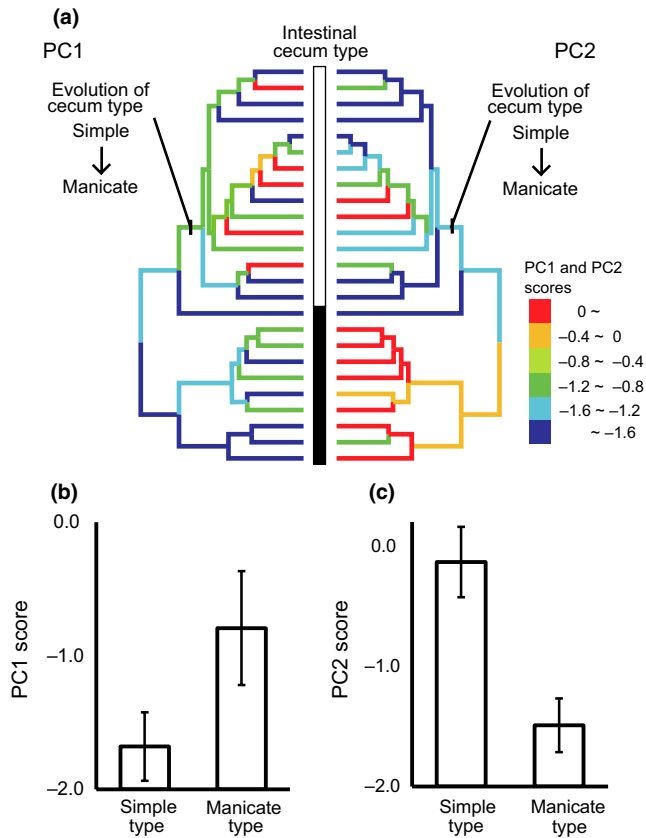 (a)
PC1
Intestinal
cecum type
PC2
Evolution of
cecum type
Simple
Manicate
Evolution of
cecum type
Simple
Manicate
PC1 and PC2
scores
0 ~
−0.4 ~ 0
−0.8 ~ −0.4
−1.2 ~ −0.8
−1.6 ~ −1.2
~ −1.6
(b)
0.0
−1.0
−2.0
PC1 score
Simple
type
Manicate
type
(c)
0.0
−1.0
−2.0
PC2 score
Simple
type
Manicate
type